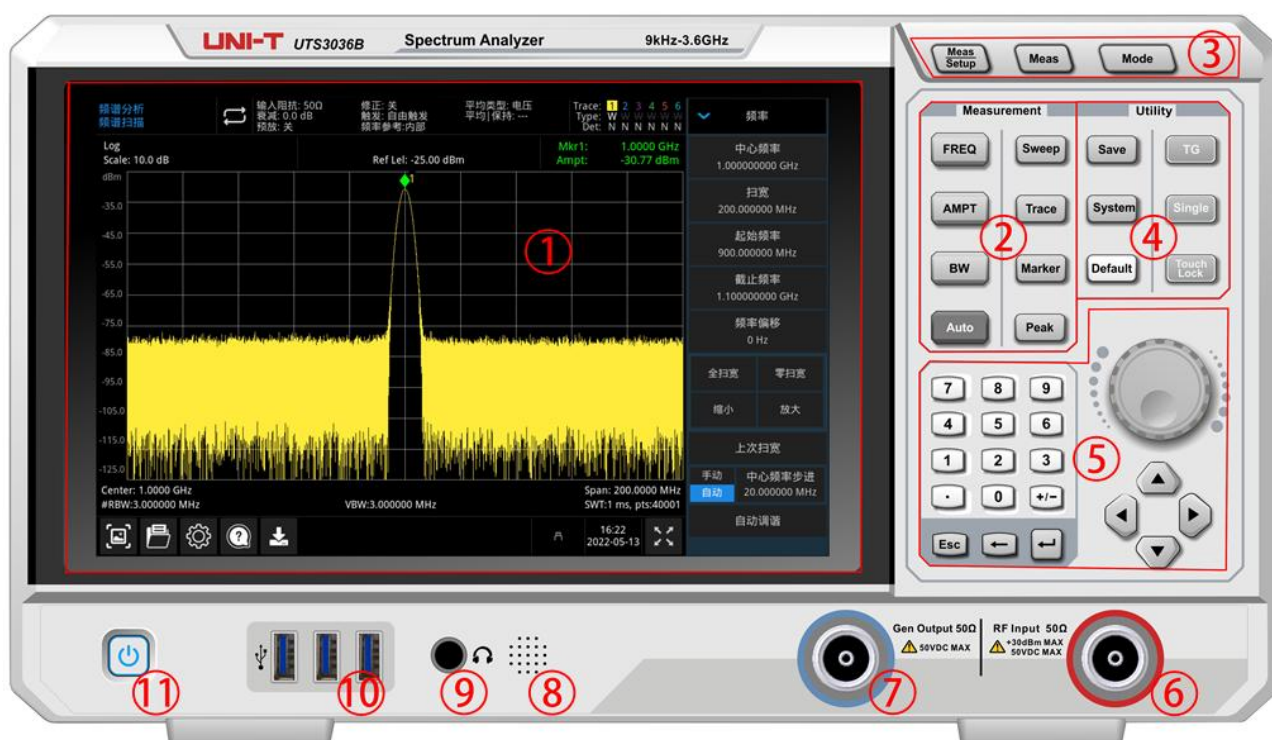 UNI-T UTS3036B Spectrum Analyzer 9kHz-3.6GHz
Meas Setup
Meas
Mode
③
频谱分析
频谱扫描
输入阻抗: 50Ω
衰减: 0.0 dB
预放: 关
修正: 关
触发: 自由触发
频率参考:内部
平均类型: 电压
平均|保持: ---
Trace: 1 2 3 4 5 6
Type: W W W W W W
Det: N N N N N N
频率
Log
Scale: 10.0 dB
Ref Lel: -25.00 dBm
Mkr1: 1.0000 GHz
Ampt: -30.77 dBm
dBm
1
-35.0
-45.0
-55.0
-65.0
-75.0
-85.0
-95.0
-105.0
-115.0
-125.0
①
中心频率
1.000000000 GHz
扫宽
200.000000 MHz
起始频率
900.000000 MHz
截止频率
1.100000000 GHz
频率偏移
0 Hz
全扫宽 零扫宽
缩小 放大
上次扫宽
手动
自动
中心频率步进
20.000000 MHz
自动调谐
Center: 1.0000 GHz
#RBW:3.000000 MHz
VBW:3.000000 MHz
Span: 200.0000 MHz
SWT:1 ms, pts:40001
16:22
2022-05-13
Measurement
Utility
FREQ Sweep Save TG
AMPT Trace System Single
②
④
BW Marker Default Touch Lock
Auto Peak
7 8 9
4 5 6
1 2 3
⑤
. 0 +/-
Esc
Gen Output 50Ω
50VDC MAX
RF Input 50Ω
+30dBm MAX
50VDC MAX
⑪
⑩
⑨
⑧
⑦
⑥